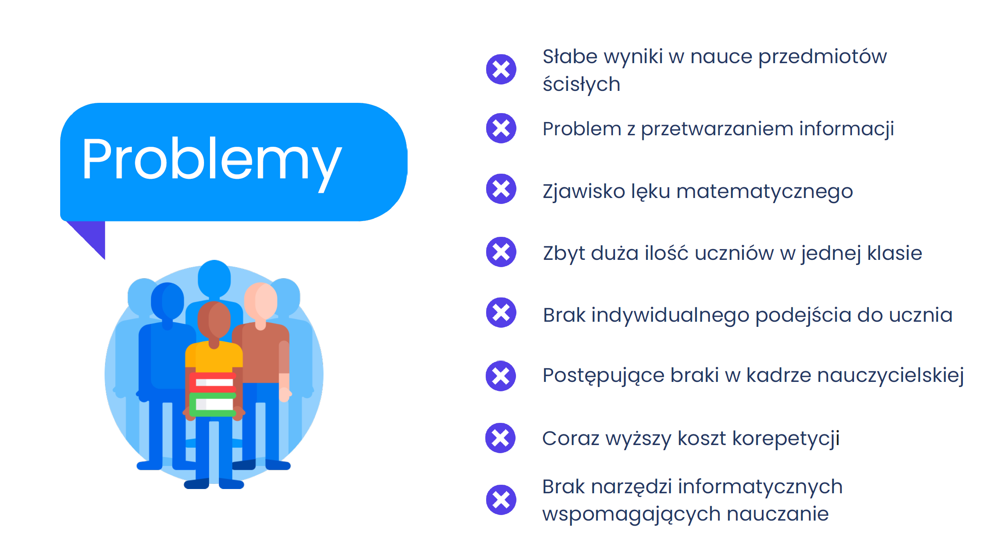 Problemy
Słabe wyniki w nauce przedmiotów
ścisłych
Problem z przetwarzaniem informacji
Zjawisko lęku matematycznego
Zbyt duża ilość uczniów w jednej klasie
Brak indywidualnego podejścia do ucznia
Postępujące braki w kadrze nauczycielskiej
Coraz wyższy koszt korepetycji
Brak narzędzi informatycznych
wspomagających nauczanie